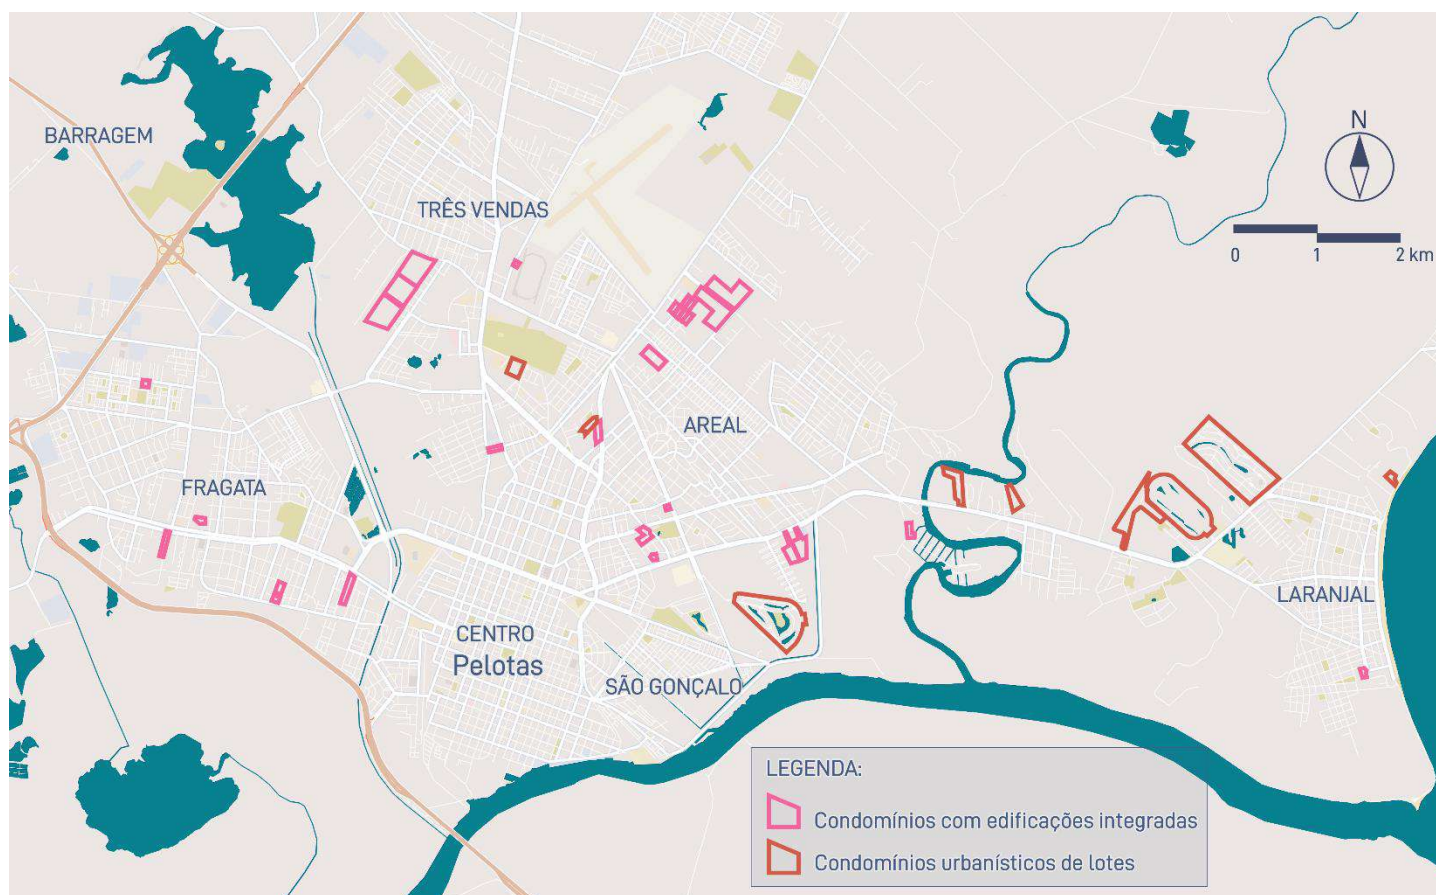 BARRAGEM
N
TRÊS VENDAS
0 1 2 km
AREAL
FRAGATA
LARANJAL
CENTRO
Pelotas
SÃO GONÇALO
LEGENDA:
Condomínios com edificações integradas
Condomínios urbanísticos de lotes